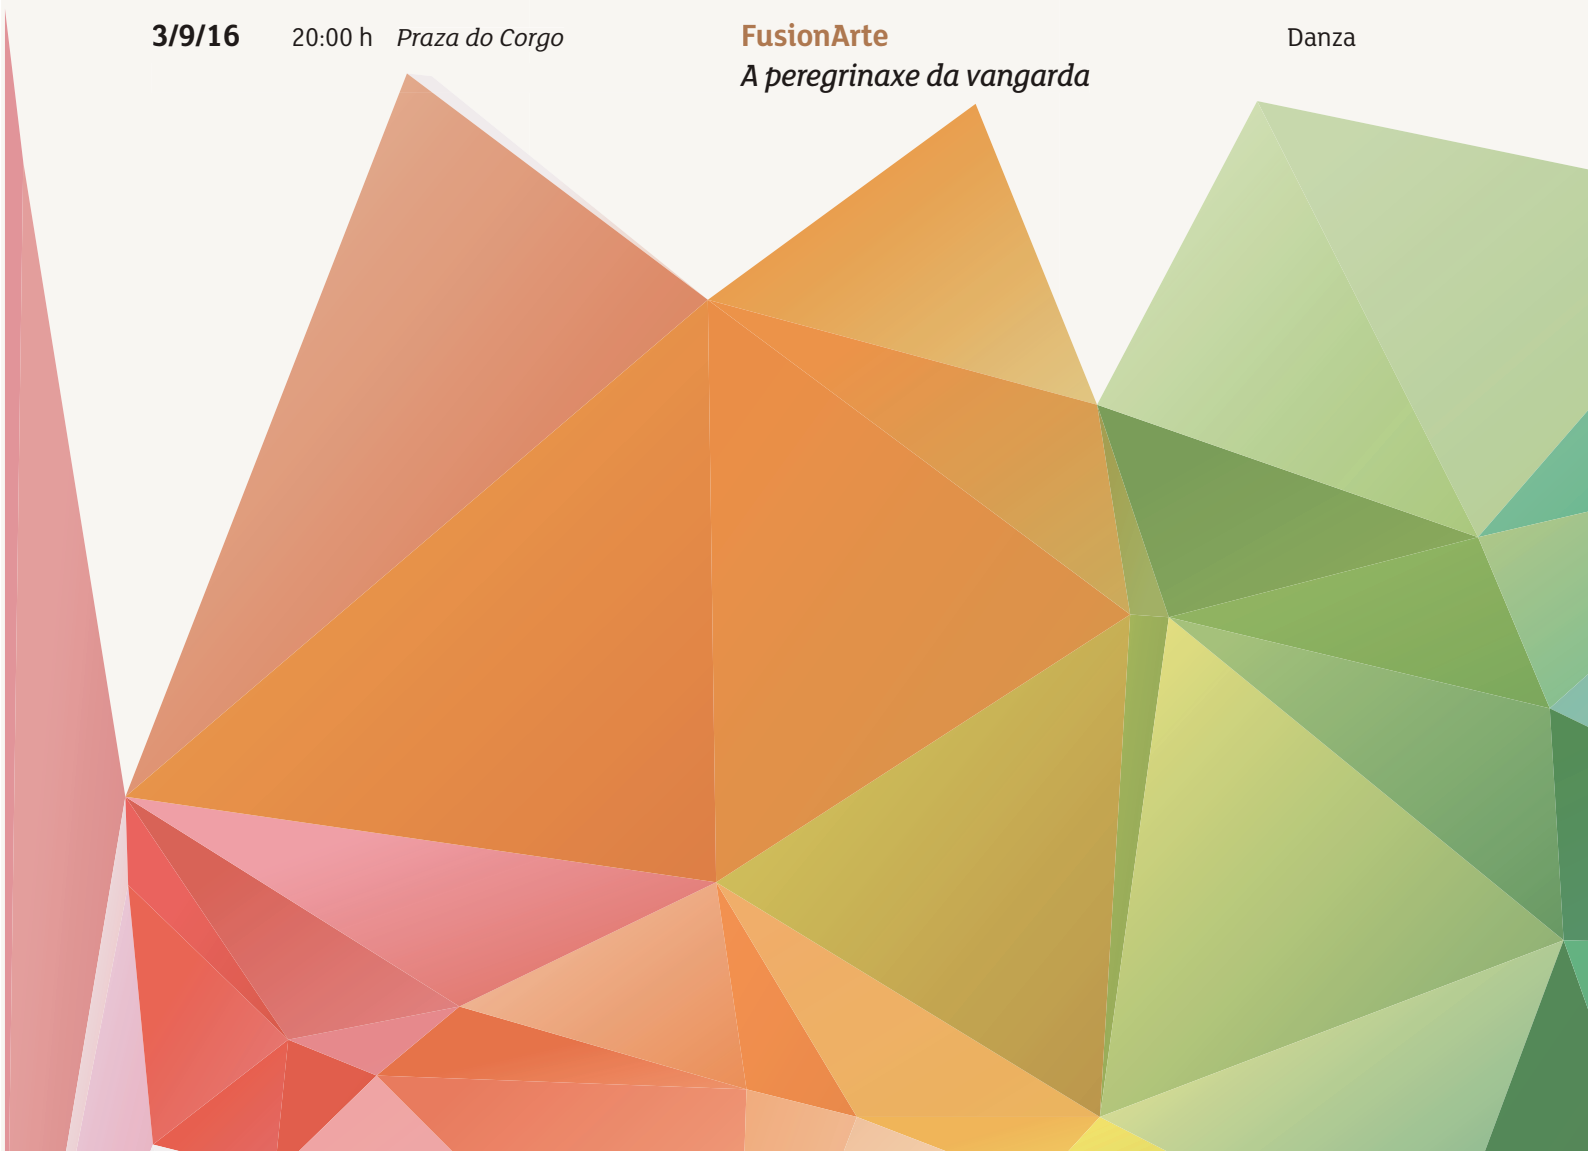 3/9/16 20:00 h Praza do Corgo FusionArte Danza
A peregrinaxe da vangarda